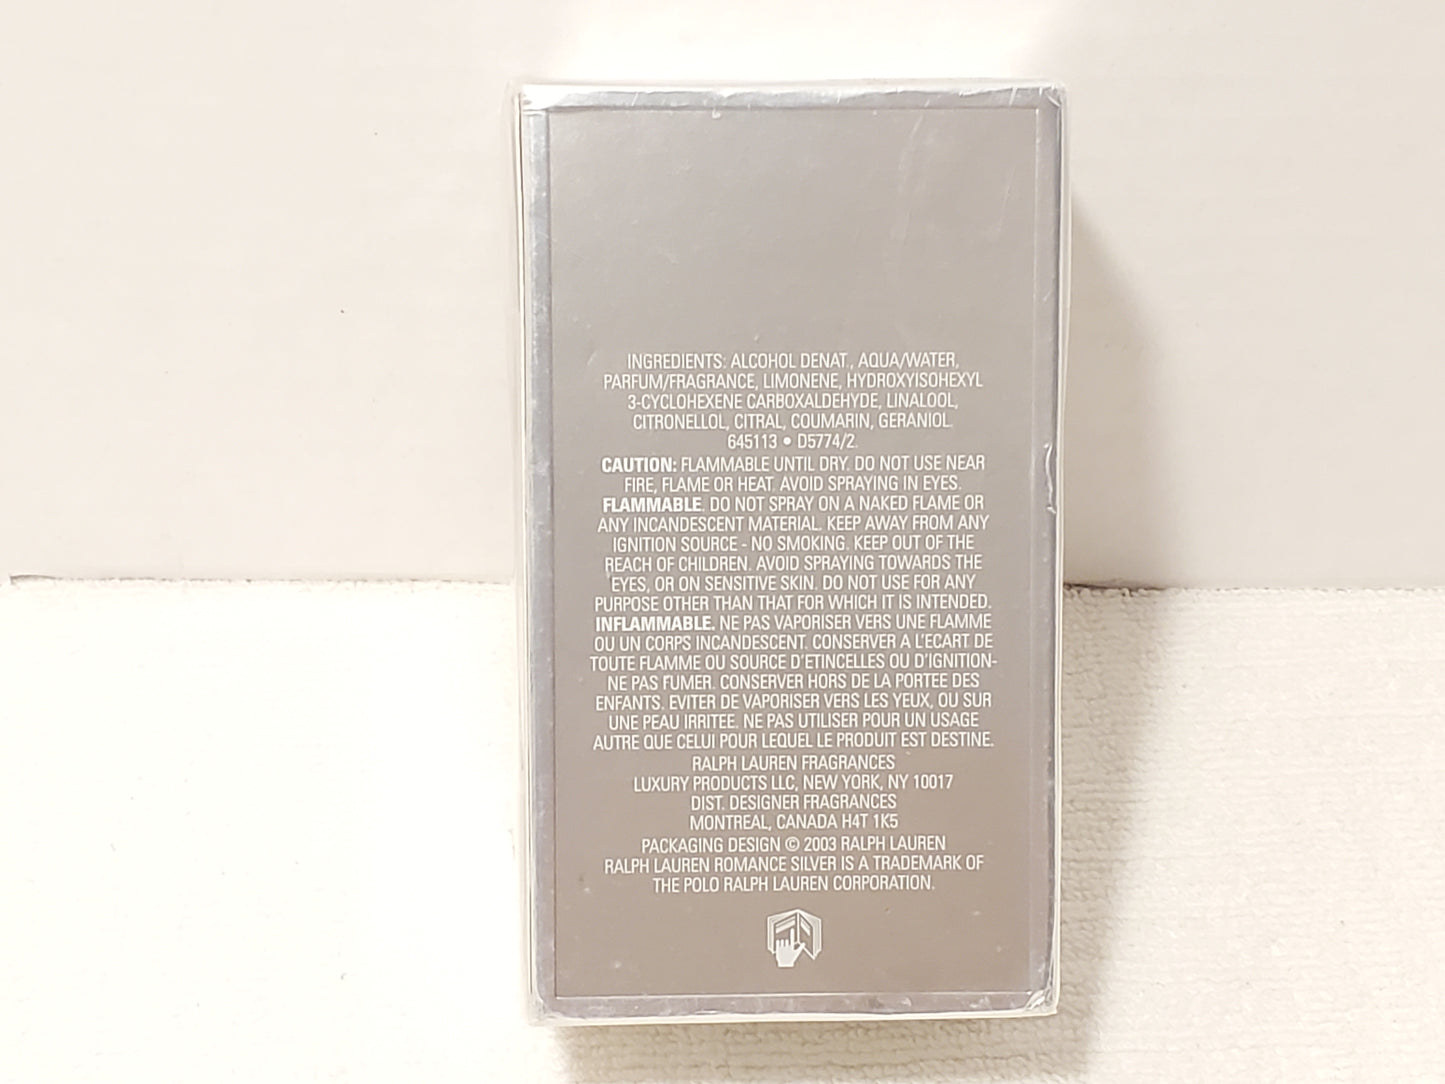 INGREDIENTS: ALCOHOL DENAT., AQUA/WATER,
PARFUM/FRAGRANCE, LIMONENE, HYDROXYISOHEXYL
3-CYCLOHEXENE CARBOXALDEHYDE, LINALOOL,
CITRONELLOL, CITRAL, COUMARIN, GERANIOL.
645113 • D5774/2.
CAUTION: FLAMMABLE UNTIL DRY. DO NOT USE NEAR
FIRE, FLAME OR HEAT. AVOID SPRAYING IN EYES.
FLAMMABLE. DO NOT SPRAY ON A NAKED FLAME OR
ANY INCANDESCENT MATERIAL. KEEP AWAY FROM ANY
IGNITION SOURCE - NO SMOKING. KEEP OUT OF THE
REACH OF CHILDREN. AVOID SPRAYING TOWARDS THE
EYES, OR ON SENSITIVE SKIN. DO NOT USE FOR ANY
PURPOSE OTHER THAN THAT FOR WHICH IT IS INTENDED.
INFLAMMABLE. NE PAS VAPORISER VERS UNE FLAMME
OU UN CORPS INCANDESCENT. CONSERVER A L'ECART DE
TOUTE FLAMME OU SOURCE D'ETINCELLES OU D'IGNITION-
NE PAS FUMER. CONSERVER HORS DE LA PORTEE DES
ENFANTS. EVITER DE VAPORISER VERS LES YEUX, OU SUR
UNE PEAU IRRITEE. NE PAS UTILISER POUR UN USAGE
AUTRE QUE CELUI POUR LEQUEL LE PRODUIT EST DESTINE.
RALPH LAUREN FRAGRANCES
LUXURY PRODUCTS LLC, NEW YORK, NY 10017
DIST. DESIGNER FRAGRANCES
MONTREAL, CANADA H4T 1K5
PACKAGING DESIGN © 2003 RALPH LAUREN
RALPH LAUREN ROMANCE SILVER IS A TRADEMARK OF
THE POLO RALPH LAUREN CORPORATION.